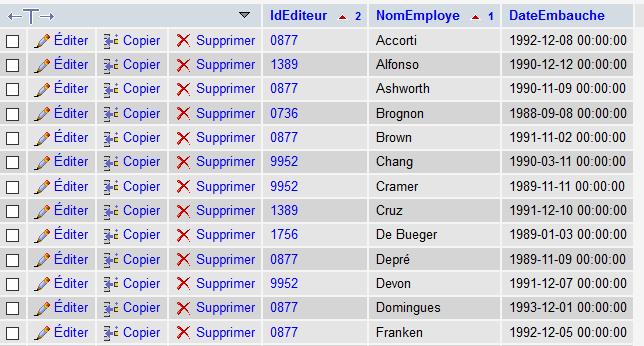 IdEditeur 2 NomEmploye 1 DateEmbauche
Éditer Copier Supprimer 0877 Accorti 1992-12-08 00:00:00
Éditer Copier Supprimer 1389 Alfonso 1990-12-12 00:00:00
Éditer Copier Supprimer 0877 Ashworth 1990-11-09 00:00:00
Éditer Copier Supprimer 0736 Brognon 1988-09-08 00:00:00
Éditer Copier Supprimer 0877 Brown 1991-11-02 00:00:00
Éditer Copier Supprimer 9952 Chang 1990-03-11 00:00:00
Éditer Copier Supprimer 9952 Cramer 1989-11-11 00:00:00
Éditer Copier Supprimer 1389 Cruz 1991-12-10 00:00:00
Éditer Copier Supprimer 1756 De Bueger 1989-01-03 00:00:00
Éditer Copier Supprimer 0877 Depré 1989-11-09 00:00:00
Éditer Copier Supprimer 9952 Devon 1991-12-07 00:00:00
Éditer Copier Supprimer 0877 Domingues 1993-12-01 00:00:00
Éditer Copier Supprimer 0877 Franken 1992-12-05 00:00:00